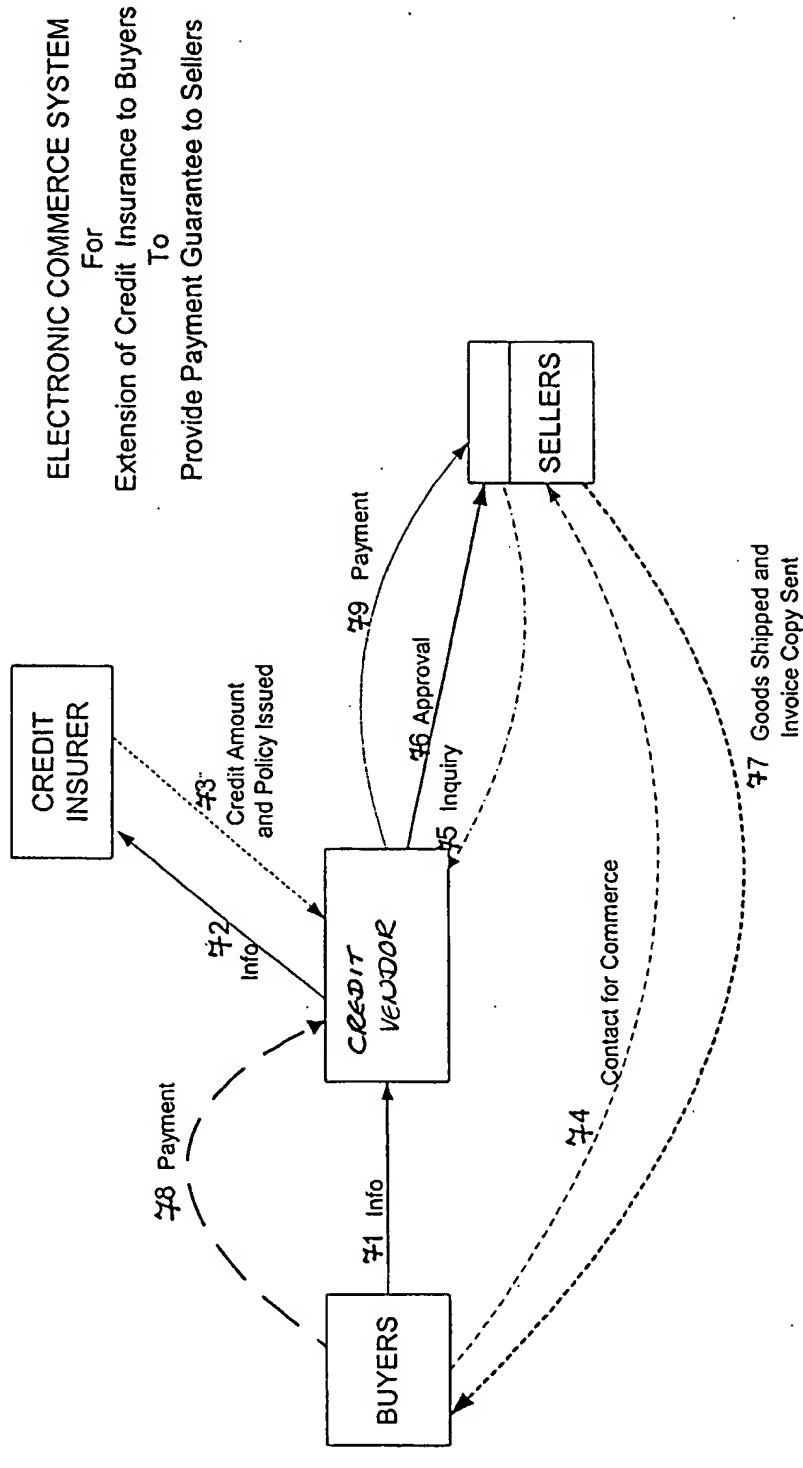 ELECTRONIC COMMERCE SYSTEM
For
Extension of Credit Insurance to Buyers
To
Provide Payment Guarantee to Sellers
CREDIT
INSURER
73
Credit Amount
and Policy Issued
72
Info
79 Payment
76 Approval
75 Inquiry
SELLERS
CREDIT
VENDOR
78 Payment
71 Info
BUYERS
74
Contact for Commerce
77 Goods Shipped and
Invoice Copy Sent